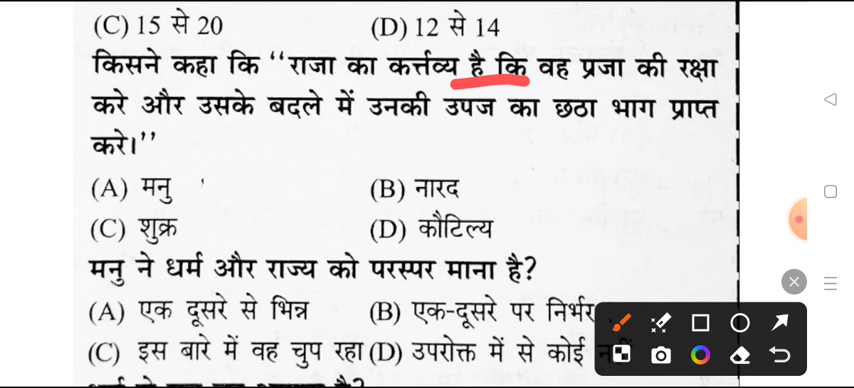 (C) 15 से 20 (D) 12 से 14
किसने कहा कि ‘‘राजा का कर्त्तव्य है कि वह प्रजा की रक्षा
करे और उसके बदले में उनकी उपज का छठा भाग प्राप्त
करे।’’
(A) मनु (B) नारद
(C) शुक्र (D) कौटिल्य
मनु ने धर्म और राज्य को परस्पर माना है?
(A) एक दूसरे से भिन्न (B) एक-दूसरे पर निर्भर
(C) इस बारे में वह चुप रहा (D) उपरोक्त में से कोई